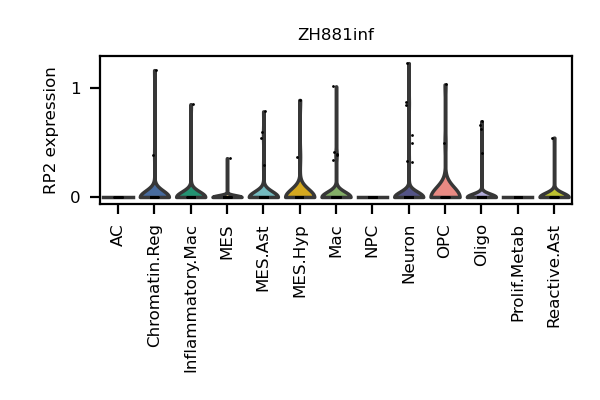 ZH881inf
RP2 expression
1
0
AC
Chromatin.Reg
Inflammatory.Mac
MES
MES.Ast
MES.Hyp
Mac
NPC
Neuron
OPC
Oligo
Prolif.Metab
Reactive.Ast